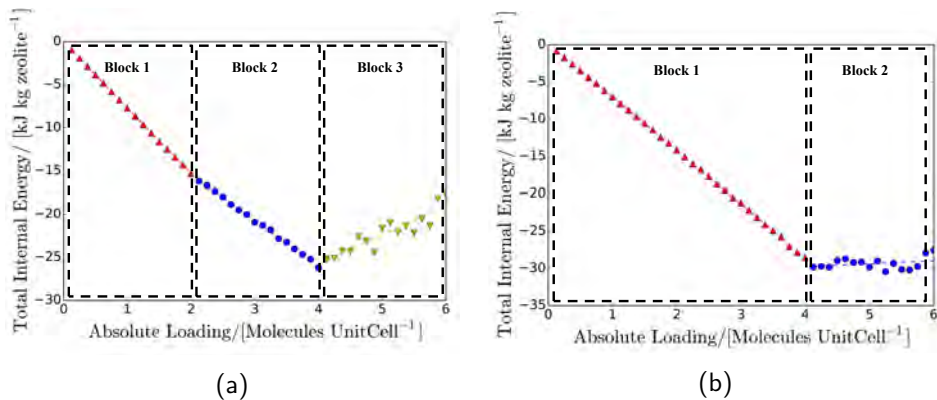 Total Internal Energy/ [kJ kg zeolite⁻¹]
0
−5
−10
−15
−20
−25
−30
Block 1
Block 2
Block 3
0 1 2 3 4 5 6
Absolute Loading/[Molecules UnitCell⁻¹]
(a)
Total Internal Energy/ [kJ kg zeolite⁻¹]
0
−5
−10
−15
−20
−25
−30
−35
Block 1
Block 2
0 1 2 3 4 5 6
Absolute Loading/[Molecules UnitCell⁻¹]
(b)